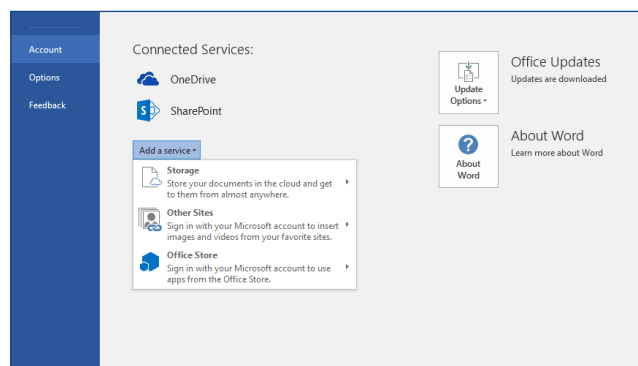 Account
Options
Feedback
Connected Services:
OneDrive
SharePoint
Add a service
Storage
Store your documents in the cloud and get
to them from almost anywhere.
Other Sites
Sign in with your Microsoft account to insert
images and videos from your favorite sites.
Office Store
Sign in with your Microsoft account to use
apps from the Office Store.
Update
Options
Office Updates
Updates are downloaded
About
Word
About Word
Learn more about Word